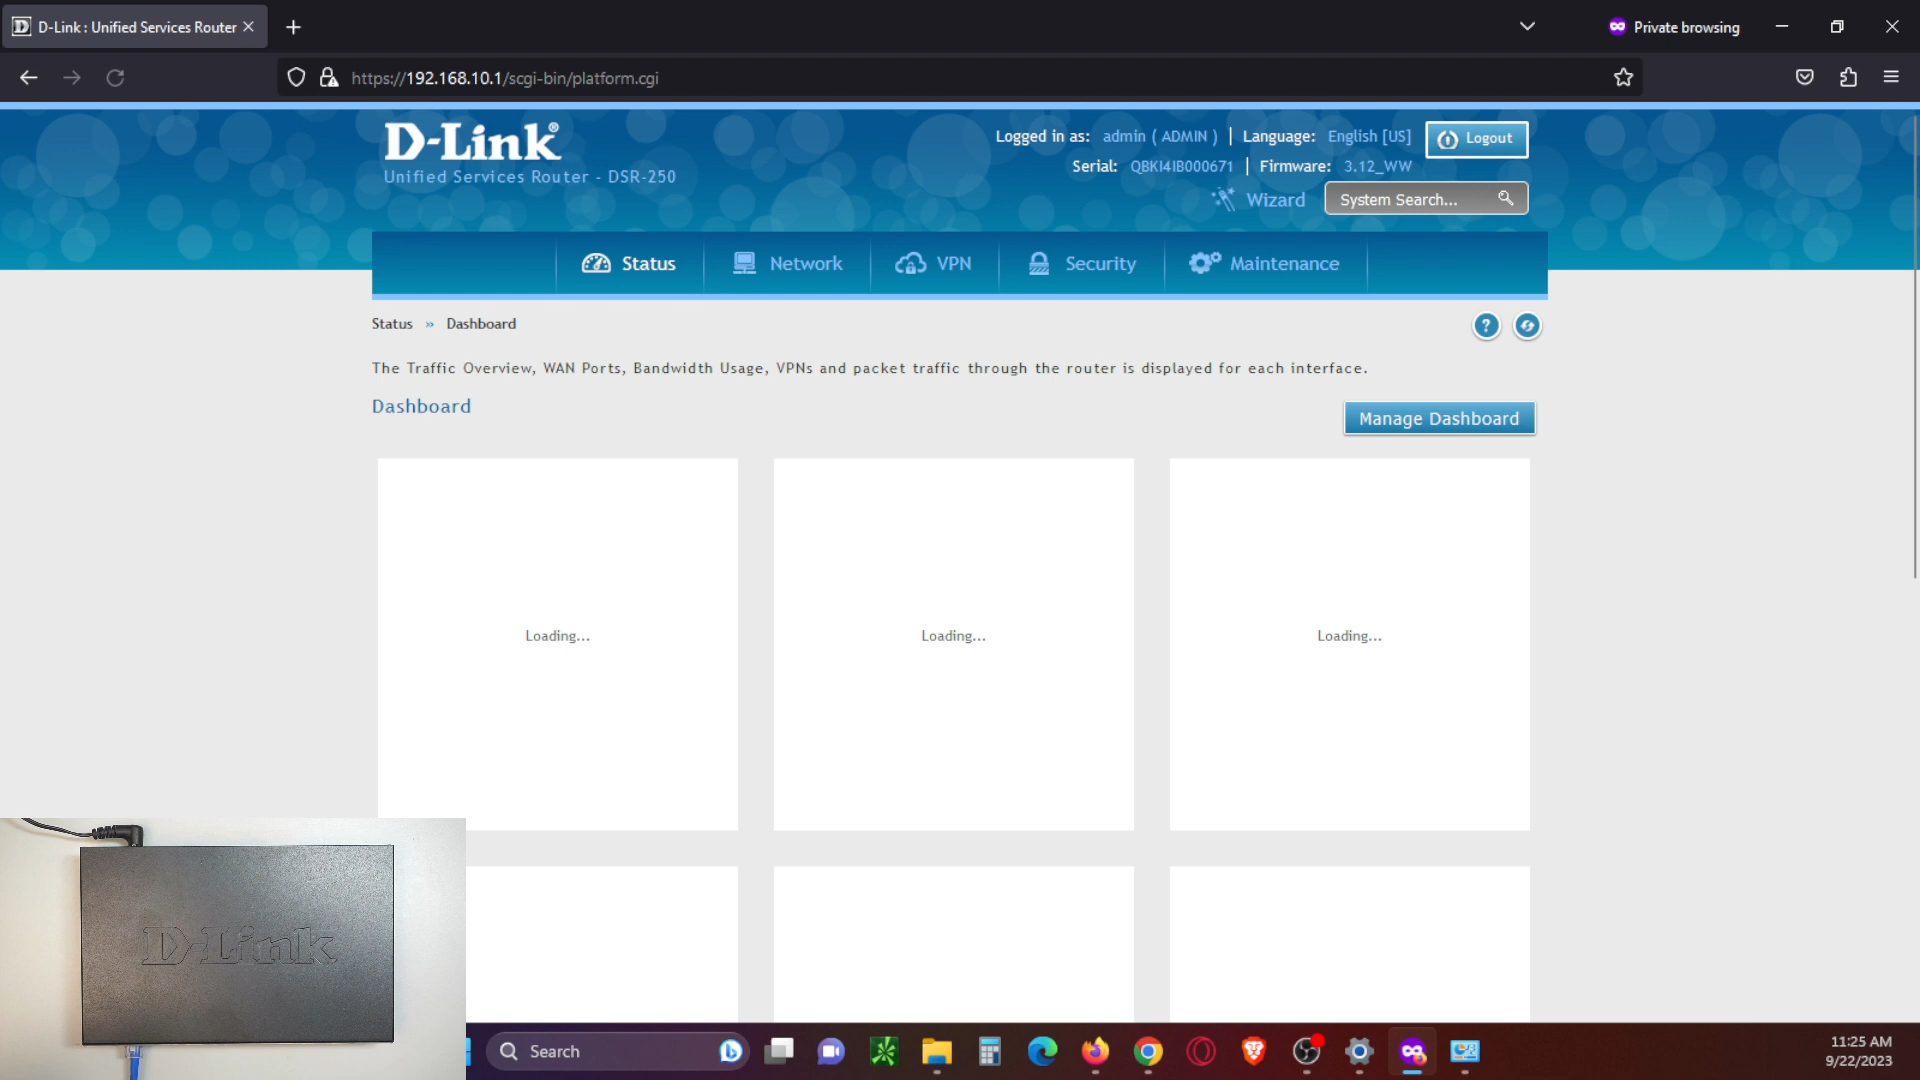 D-Link : Unified Services Router
Private browsing
https://192.168.10.1/scgi-bin/platform.cgi
D-Link®
Unified Services Router - DSR-250
Logged in as: admin ( ADMIN ) | Language: English [US]
Logout
Serial: QBKI4IB000671 | Firmware: 3.12_WW
Wizard
System Search...
Status
Network
VPN
Security
Maintenance
Status » Dashboard
The Traffic Overview, WAN Ports, Bandwidth Usage, VPNs and packet traffic through the router is displayed for each interface.
Dashboard
Manage Dashboard
Loading...
Loading...
Loading...
D-Link
Search
11:25 AM
9/22/2023